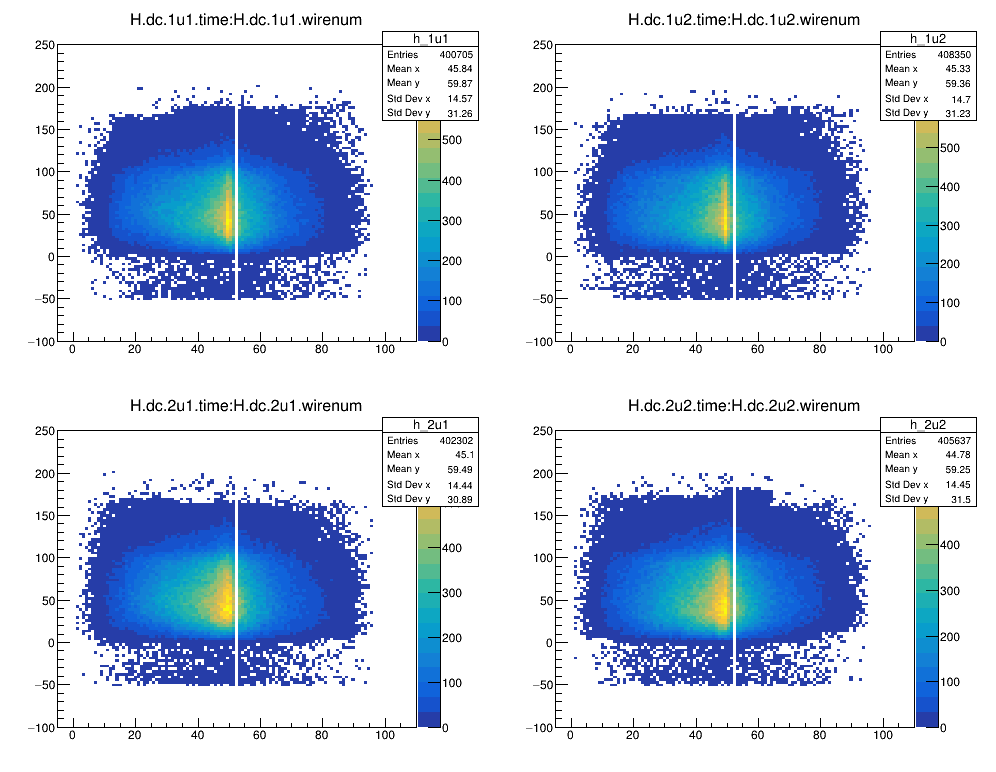 H.dc.1u1.time:H.dc.1u1.wirenum
h_1u1
Entries 400705
Mean x 45.84
Mean y 59.87
Std Dev x 14.57
Std Dev y 31.26
250
200
150
100
50
0
−50
−100
0 20 40 60 80 100
500
400
300
200
100
0
H.dc.1u2.time:H.dc.1u2.wirenum
h_1u2
Entries 408350
Mean x 45.33
Mean y 59.36
Std Dev x 14.7
Std Dev y 31.23
250
200
150
100
50
0
−50
−100
0 20 40 60 80 100
500
400
300
200
100
0
H.dc.2u1.time:H.dc.2u1.wirenum
h_2u1
Entries 402302
Mean x 45.1
Mean y 59.49
Std Dev x 14.44
Std Dev y 30.89
250
200
150
100
50
0
−50
−100
0 20 40 60 80 100
400
300
200
100
0
H.dc.2u2.time:H.dc.2u2.wirenum
h_2u2
Entries 405637
Mean x 44.78
Mean y 59.25
Std Dev x 14.45
Std Dev y 31.5
250
200
150
100
50
0
−50
−100
0 20 40 60 80 100
400
300
200
100
0